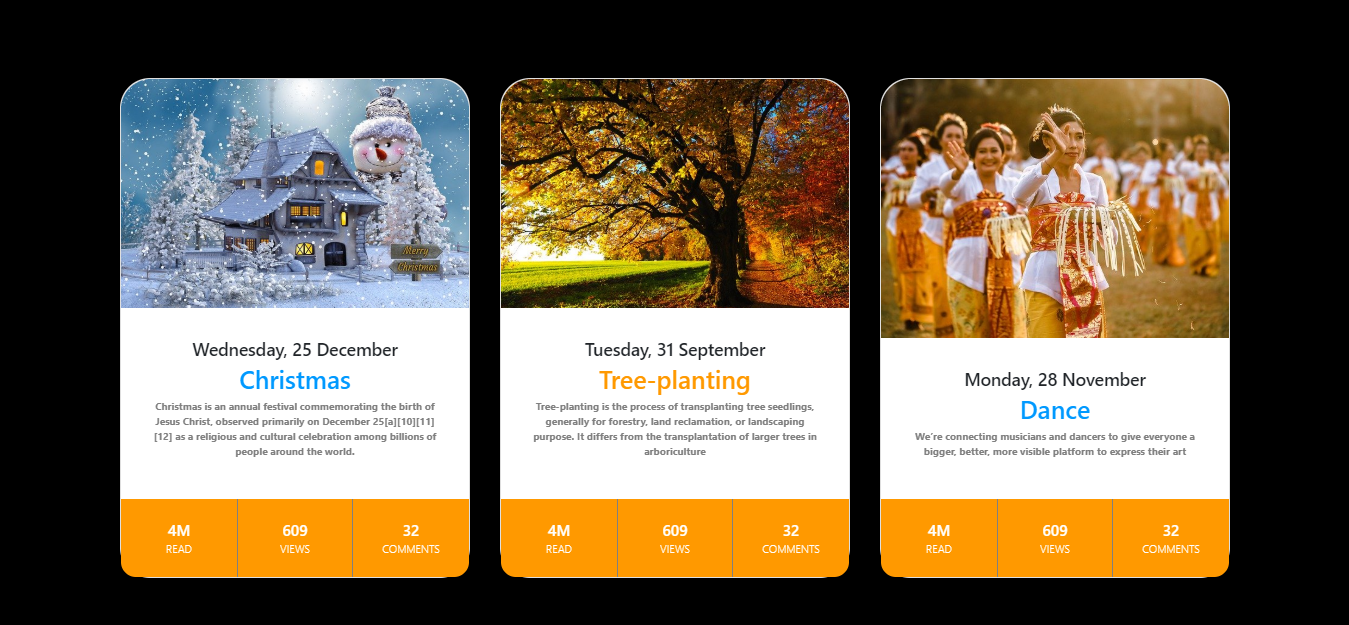 Merry
Christmas
Wednesday, 25 December
Christmas
Christmas is an annual festival commemorating the birth of
Jesus Christ, observed primarily on December 25[a][10][11]
[12] as a religious and cultural celebration among billions of
people around the world.
4M
READ
609
VIEWS
32
COMMENTS
Tuesday, 31 September
Tree-planting
Tree-planting is the process of transplanting tree seedlings,
generally for forestry, land reclamation, or landscaping
purpose. It differs from the transplantation of larger trees in
arboriculture
4M
READ
609
VIEWS
32
COMMENTS
Monday, 28 November
Dance
We’re connecting musicians and dancers to give everyone a
bigger, better, more visible platform to express their art
4M
READ
609
VIEWS
32
COMMENTS